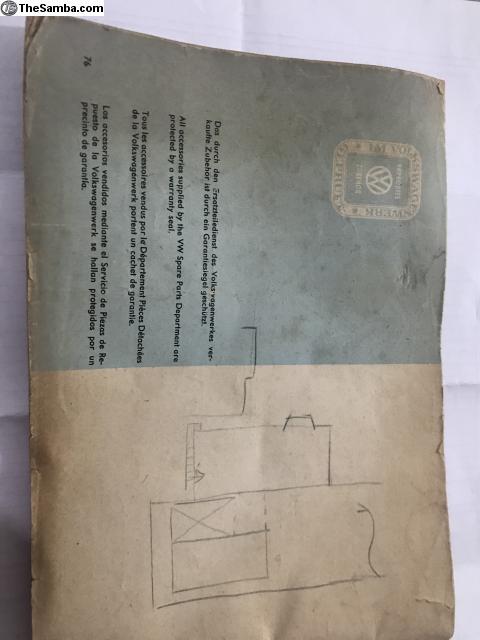 TheSamba.com
VOLKSWAGENWERK
VW
Das durch den Ersatzteiledienst des Volkswagenwerkes ver-
kaufte Zubehör ist durch ein Garantiesiegel geschützt.
All accessories supplied by the VW Spare Parts Department are
protected by a warranty seal.
Tous les accessoires vendus par le Département Pièces Détachées
de la Volkswagenwerk portent un cachet de garantie.
Los accesorios vendidos mediante el Servicio de Piezas de Re-
puesto de la Volkswagenwerk se hallan protegidos por un
precinto de garantía.
76